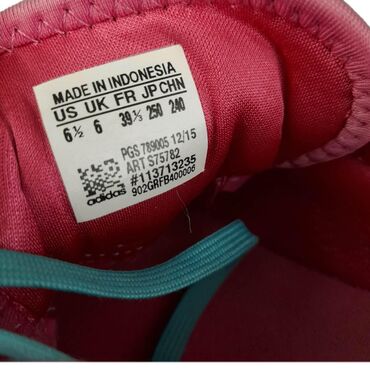 MADE IN INDONESIA
US UK FR JP CHN
6½ 6 39⅓ 250 240
PGS 789005 12/15
ART S75782
#113713235
902GRFB400006
adidas